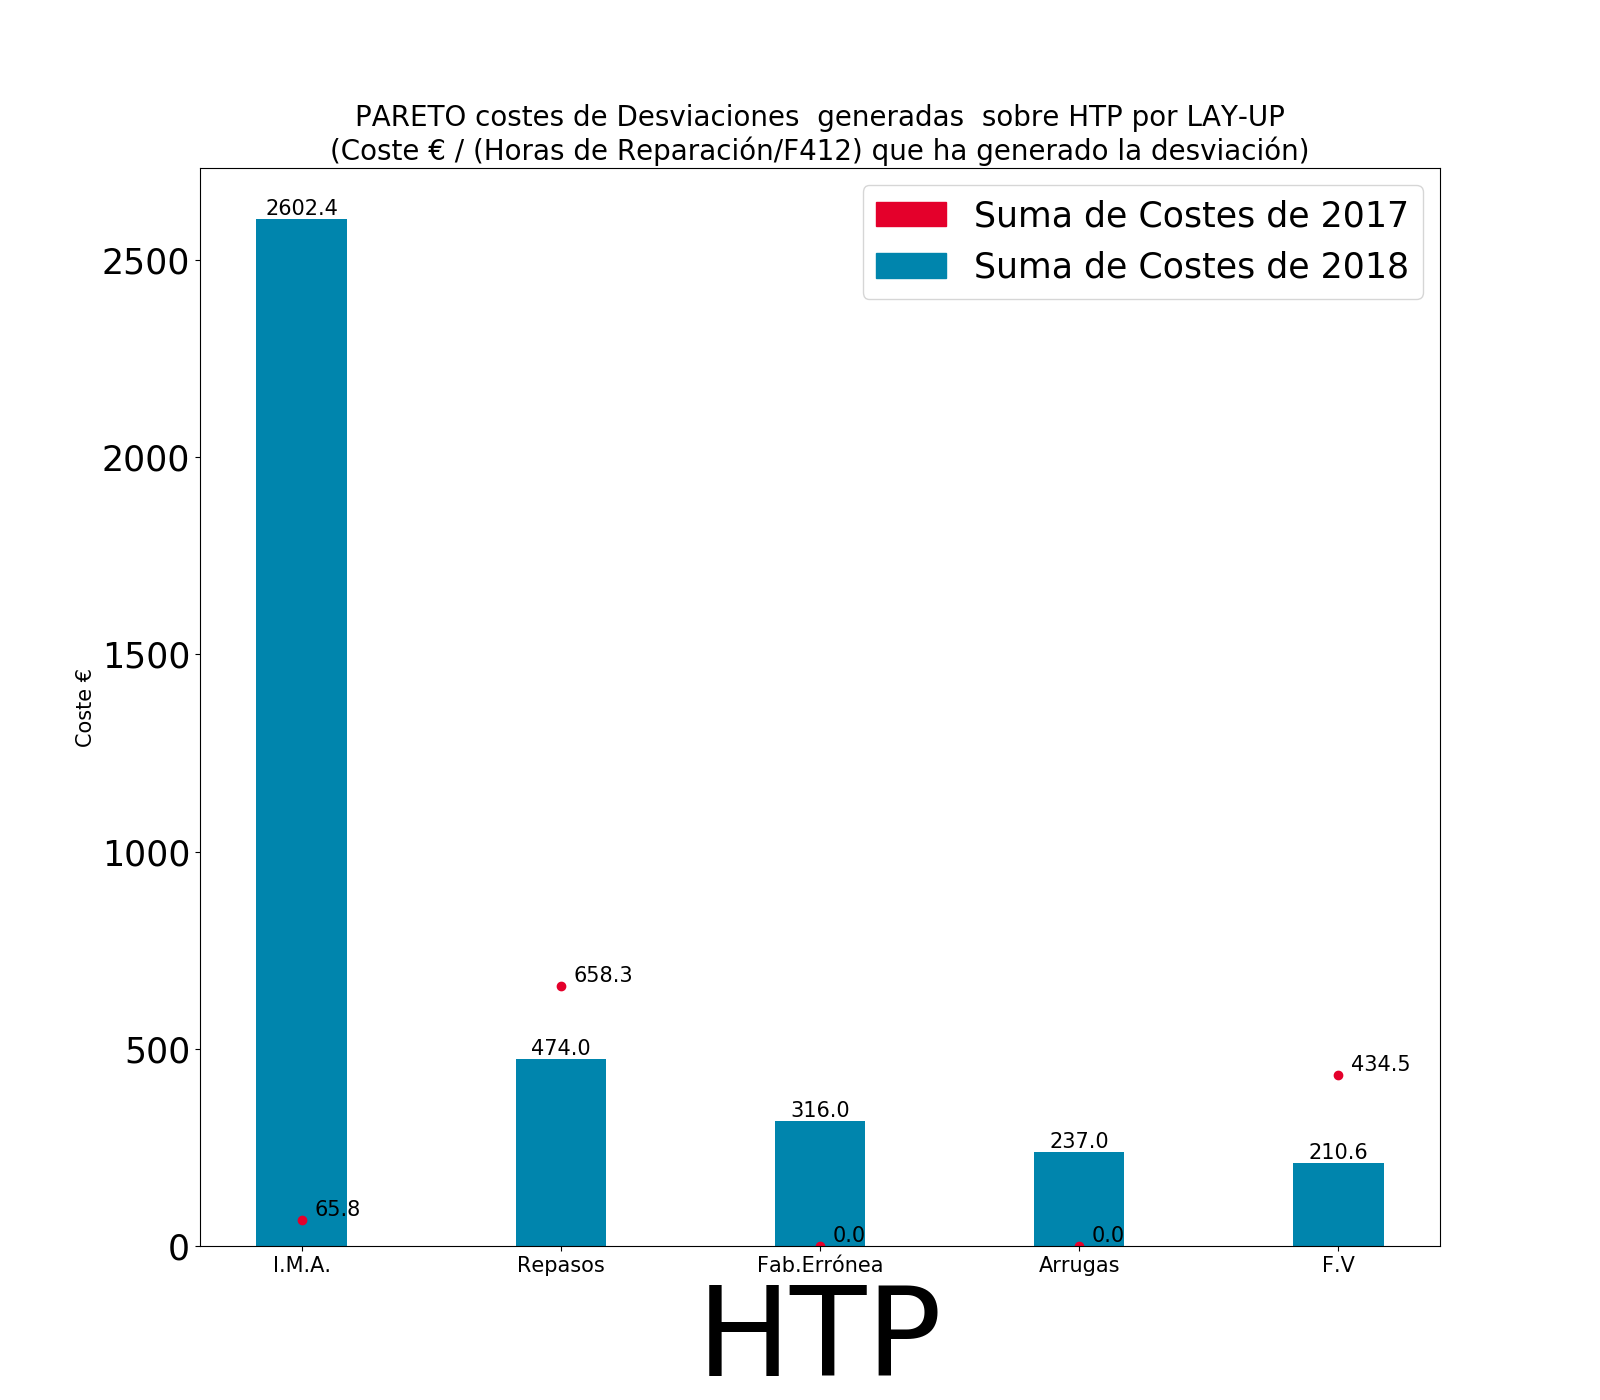 PARETO costes de Desviaciones  generadas  sobre HTP por LAY-UP
(Coste € / (Horas de Reparación/F412) que ha generado la desviación)
Suma de Costes de 2017
Suma de Costes de 2018
Coste €
2500
2000
1500
1000
500
0
2602.4
65.8
658.3
474.0
316.0
0.0
237.0
0.0
434.5
210.6
I.M.A.
Repasos
Fab.Errónea
Arrugas
F.V
HTP